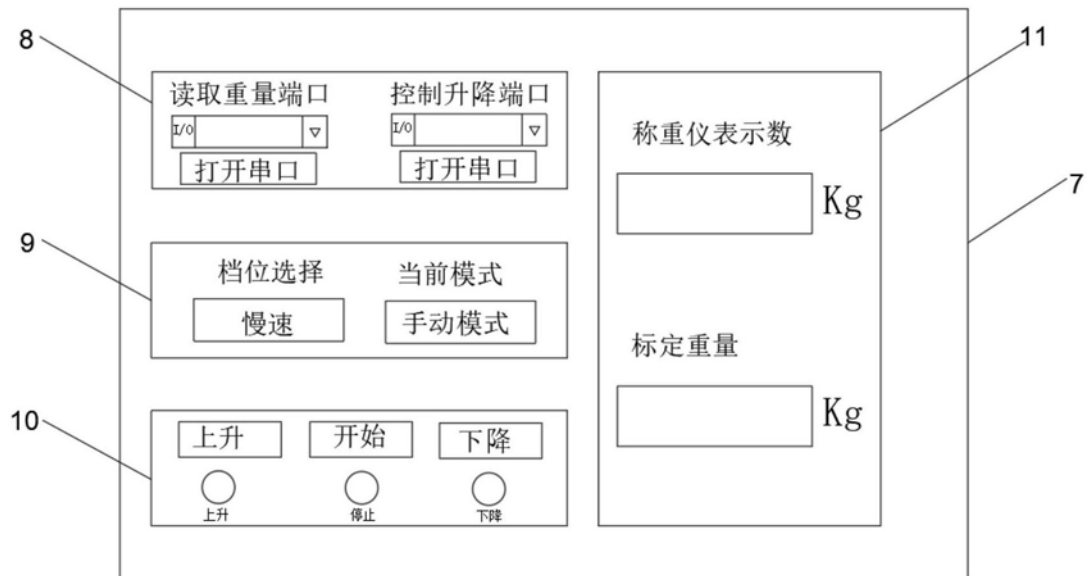 8
11
读取重量端口 控制升降端口
I/O ▽ I/O ▽
打开串口 打开串口
称重仪表示数
Kg
7
9
档位选择 当前模式
慢速 手动模式
标定重量
Kg
10
上升 开始 下降
上升 停止 下降